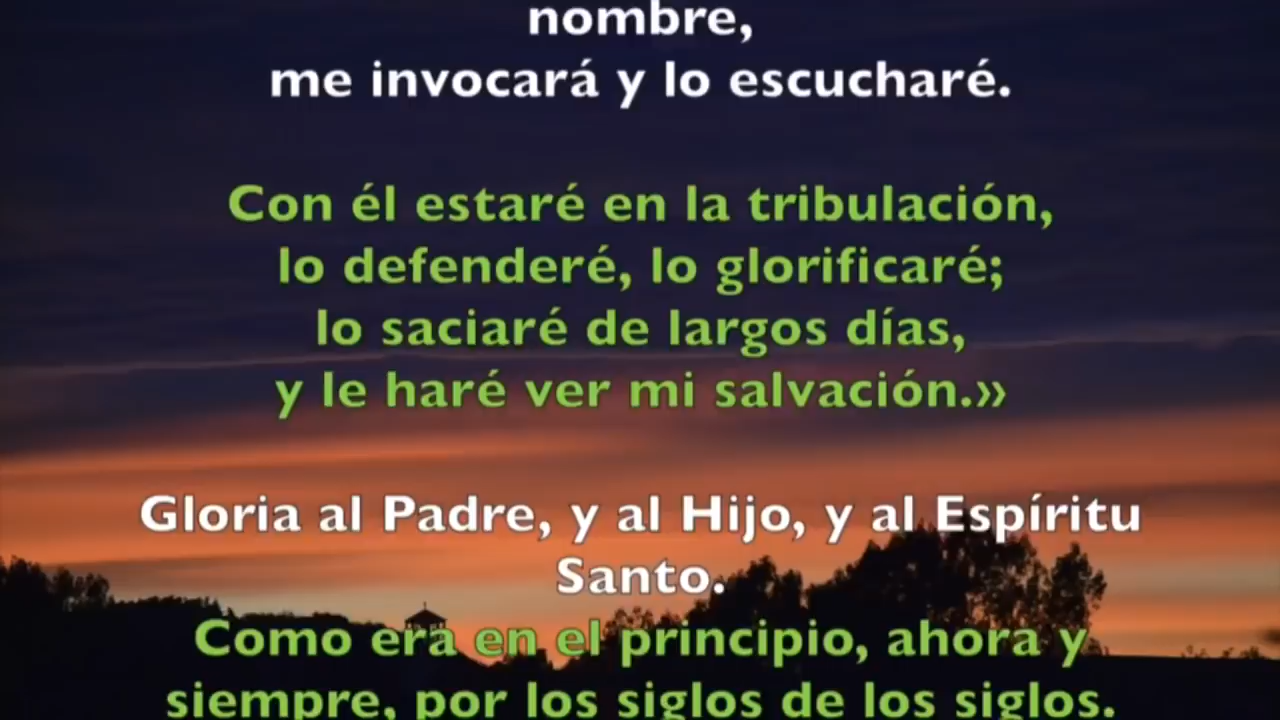 nombre,
me invocará y lo escucharé.
Con él estaré en la tribulación,
lo defenderé, lo glorificaré;
lo saciaré de largos días,
y le haré ver mi salvación.»
Gloria al Padre, y al Hijo, y al Espíritu
Santo.
Como era en el principio, ahora y
siempre, por los siglos de los siglos.